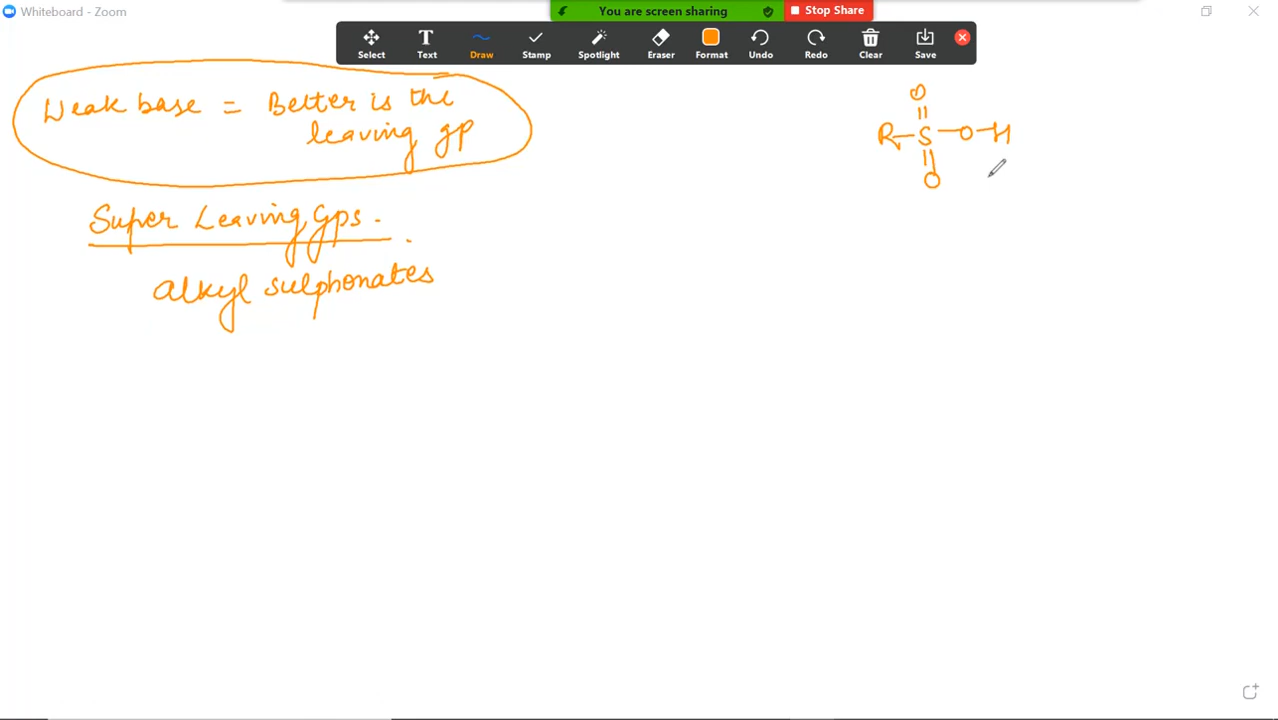 Whiteboard - Zoom
You are screen sharing
Stop Share
Select
Text
Draw
Stamp
Spotlight
Eraser
Format
Undo
Redo
Clear
Save
Weak base = Better is the
leaving gp
Super Leaving Gps.
alkyl sulphonates
O
R-S-O-H
O